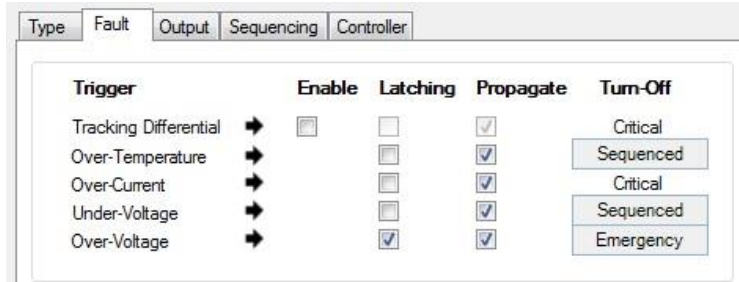 Type Fault Output Sequencing Controller
Trigger Enable Latching Propagate Turn-Off
Tracking Differential Critical
Over-Temperature Sequenced
Over-Current Critical
Under-Voltage Sequenced
Over-Voltage Emergency